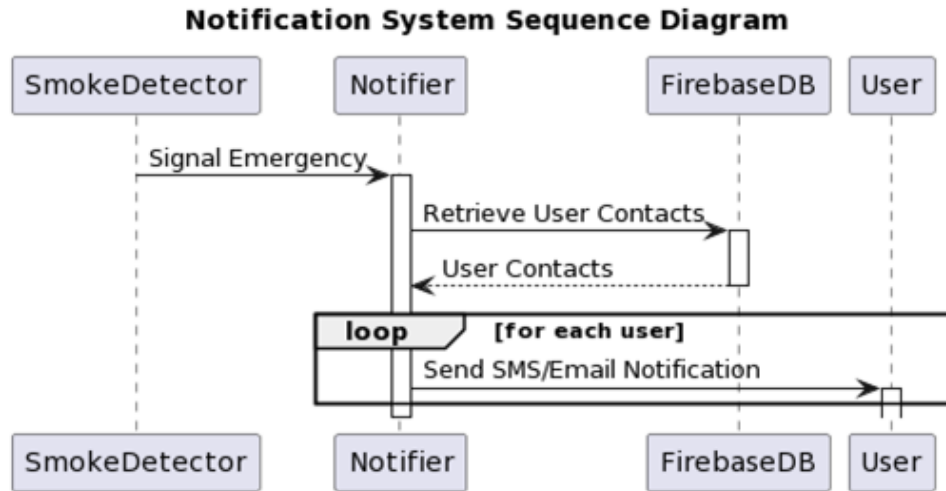 Notification System Sequence Diagram
SmokeDetector Notifier FirebaseDB User
Signal Emergency
Retrieve User Contacts
User Contacts
loop [for each user]
Send SMS/Email Notification
SmokeDetector Notifier FirebaseDB User